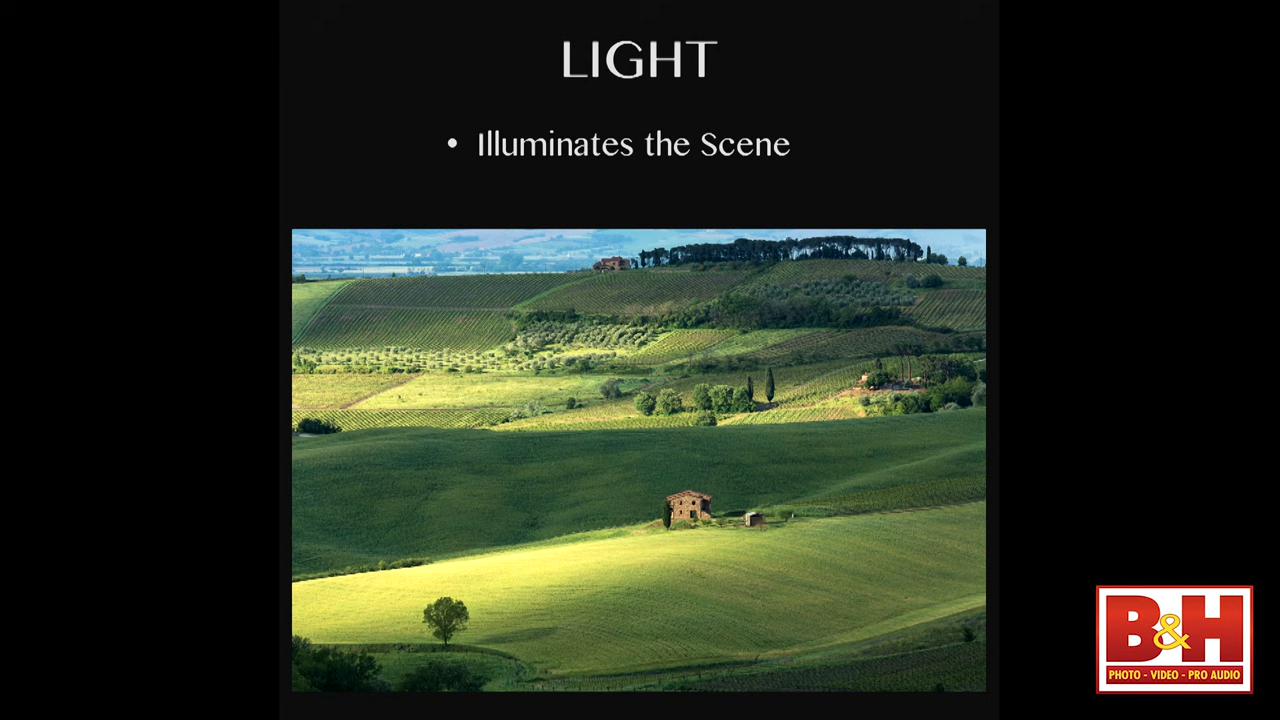 LIGHT
• Illuminates the Scene
B&H
PHOTO - VIDEO - PRO AUDIO